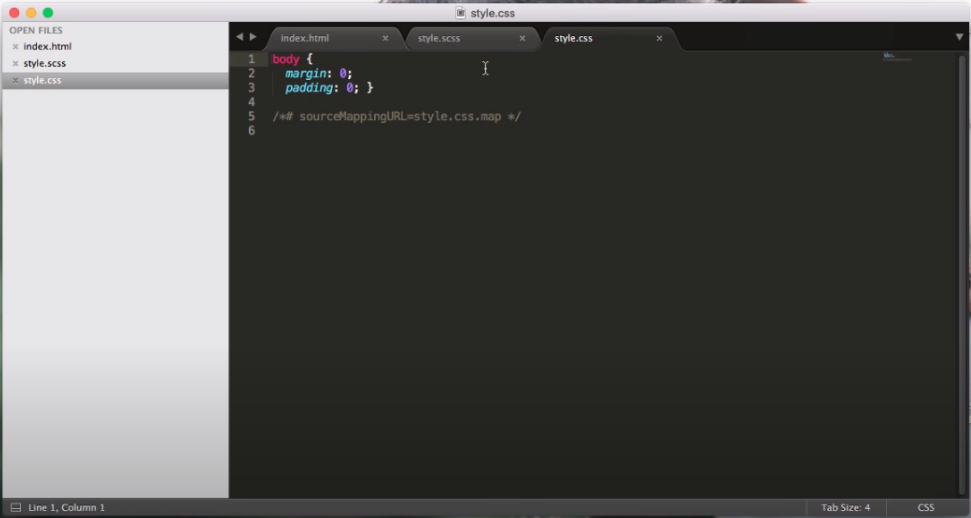 style.css
OPEN FILES
× index.html
× style.scss
× style.css
index.html ×
style.scss ×
style.css ×
1 body {
2 margin: 0;
3 padding: 0; }
4
5 /*# sourceMappingURL=style.css.map */
6
Line 1, Column 1
Tab Size: 4
CSS